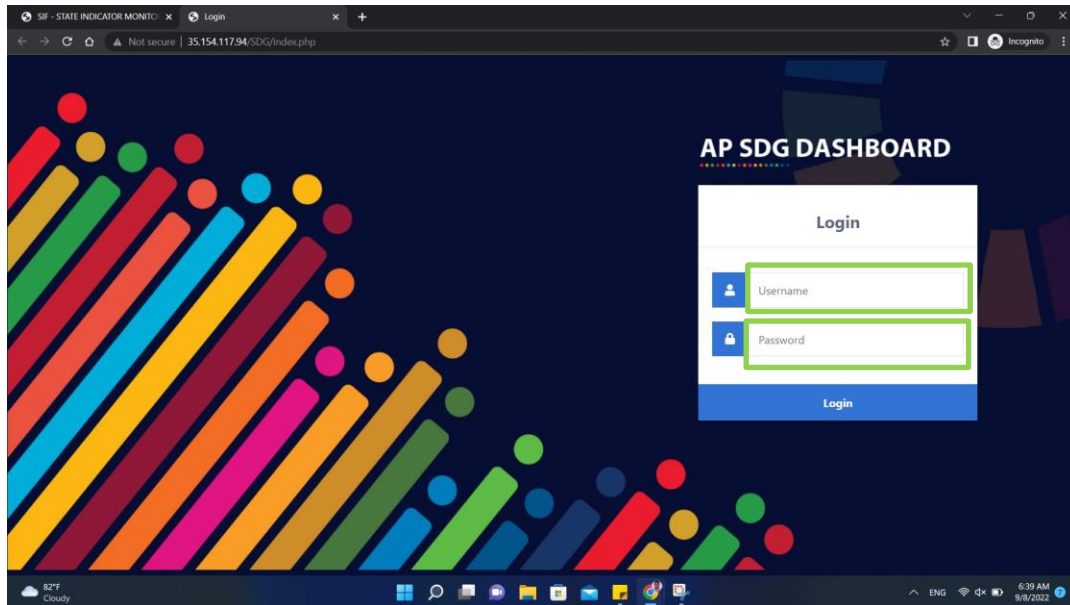 SIF - STATE INDICATOR MONITO
Login
Not secure | 35.154.117.94/SDG/index.php
Incognito
AP SDG DASHBOARD
Login
Username
Password
Login
82°F
Cloudy
ENG
6:39 AM
9/8/2022
7